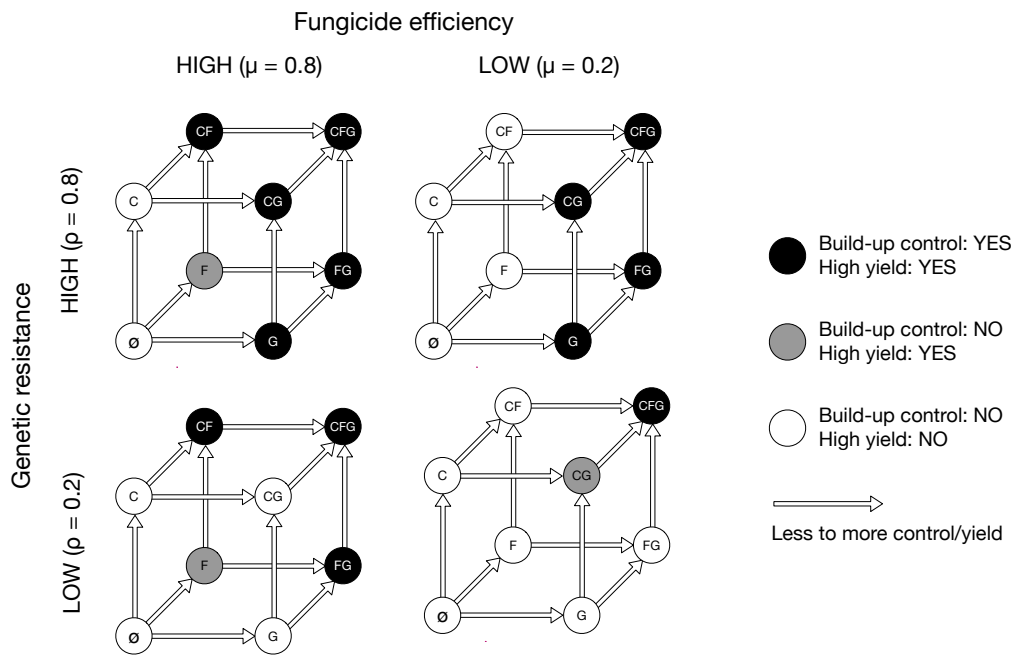 Fungicide efficiency
HIGH (μ = 0.8)
LOW (μ = 0.2)
Genetic resistance
HIGH (ρ = 0.8)
CF
CFG
C
CG
F
FG
Ø
G
CF
CFG
C
CG
F
FG
Ø
G
LOW (ρ = 0.2)
CF
CFG
C
CG
F
FG
Ø
G
CF
CFG
C
CG
F
FG
Ø
G
Build-up control: YES
High yield: YES
Build-up control: NO
High yield: YES
Build-up control: NO
High yield: NO
Less to more control/yield